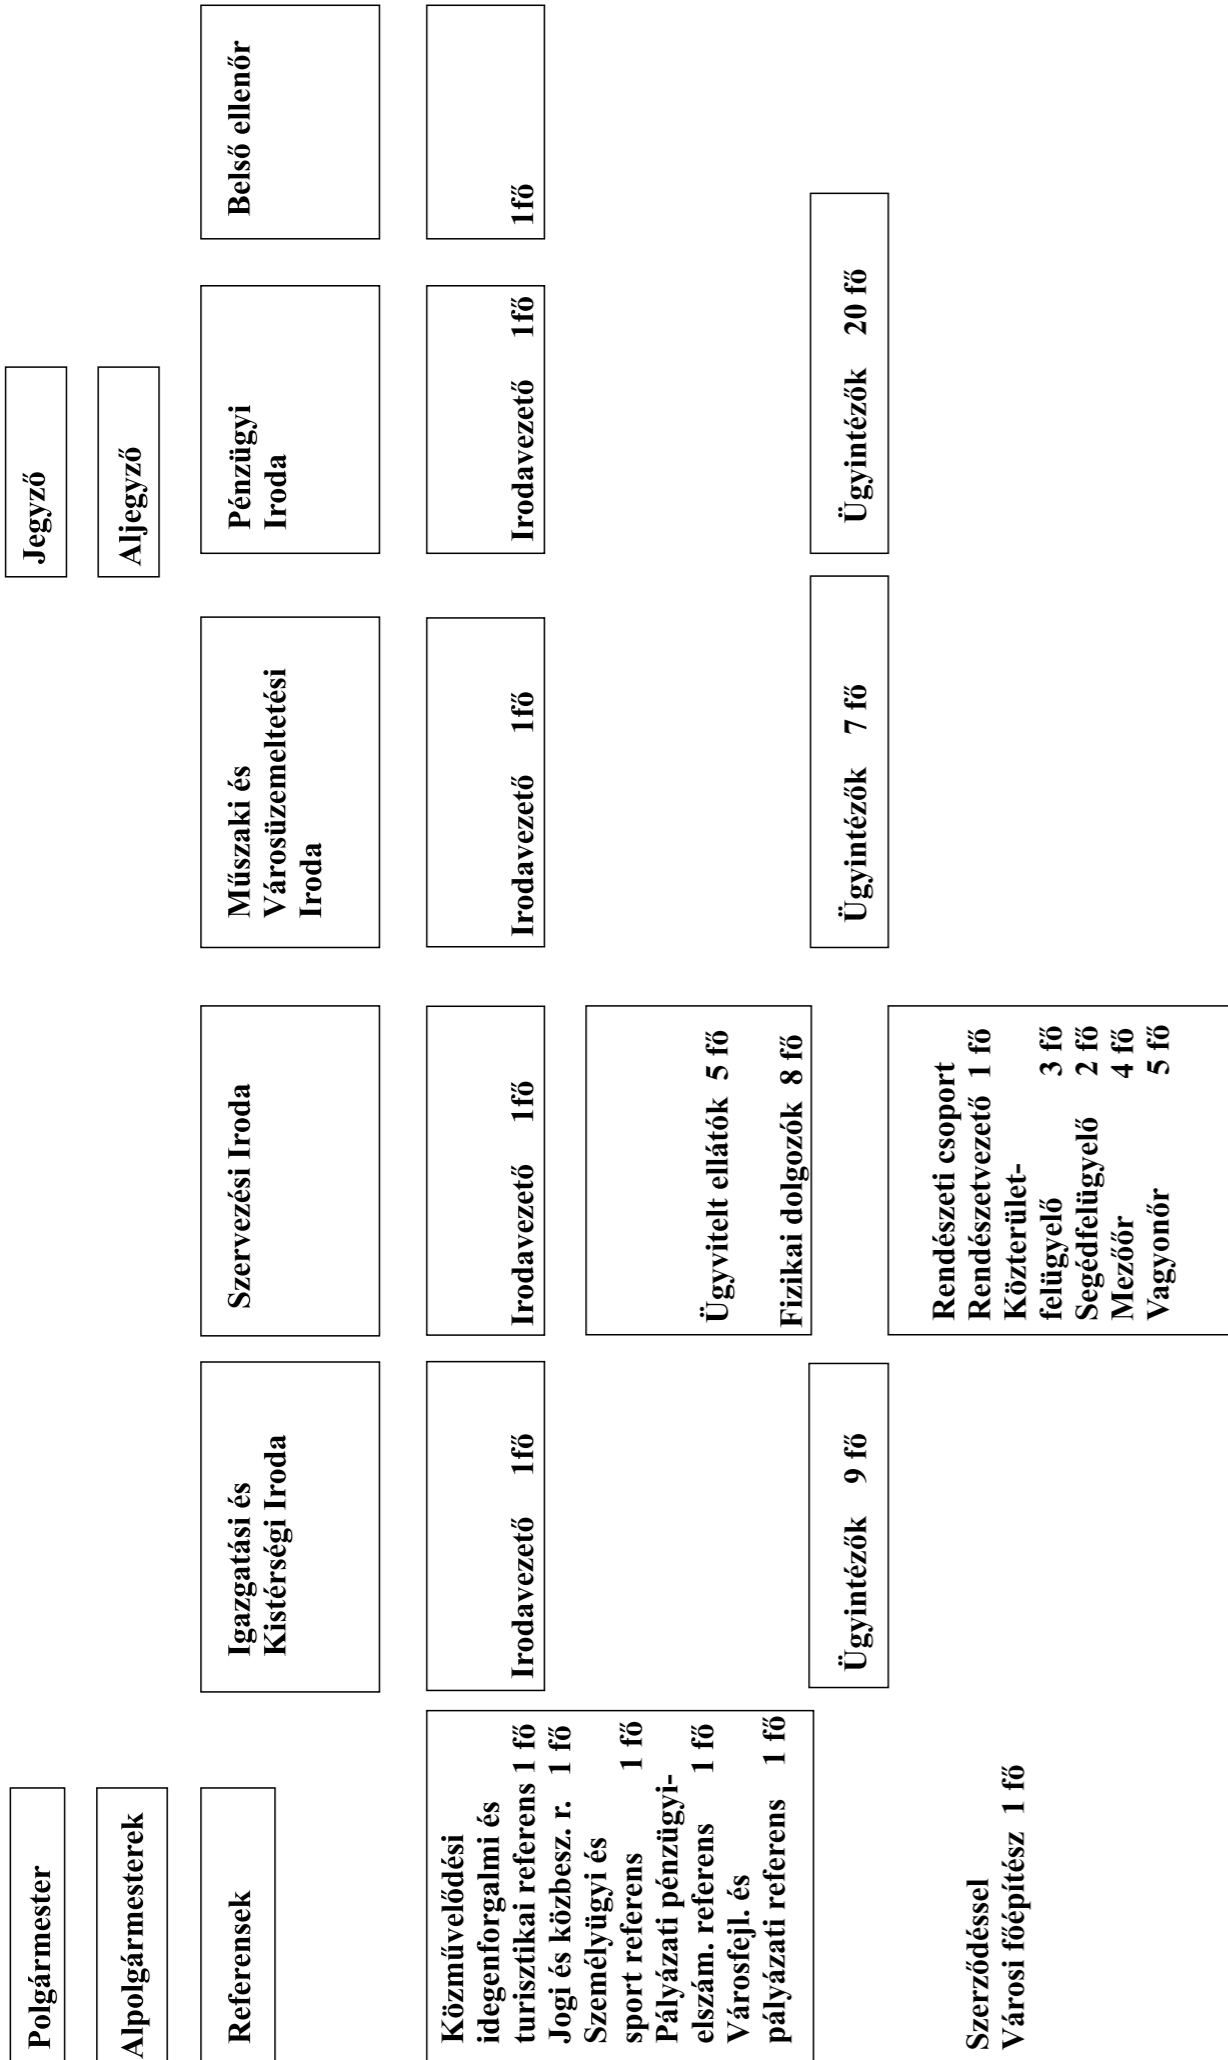 Polgármester
Jegyző
Alpolgármesterek
Aljegyző
Referensek
Igazgatási és
Kistérségi Iroda
Szervezési Iroda
Műszaki és
Városüzemeltetési
Iroda
Pénzügyi
Iroda
Belső ellenőr
Közművelődési
idegenforgalmi és
turisztikai referens 1 fő
Jogi és közbesz. r. 1 fő
Személyügyi és
sport referens 1 fő
Pályázati pénzügyi-
elszám. referens 1 fő
Városfejl. és
pályázati referens 1 fő
Irodavezető 1fő
Irodavezető 1fő
Irodavezető 1fő
Irodavezető 1fő
1fő
Ügyvitelt ellátók 5 fő
Fizikai dolgozók 8 fő
Ügyintézők 9 fő
Ügyintézők 7 fő
Ügyintézők 20 fő
Rendészeti csoport
Rendészetvezető 1 fő
Közterület-
felügyelő 3 fő
Segédfelügyelő 2 fő
Mezőőr 4 fő
Vagyonőr 5 fő
Szerződéssel
Városi főépítész 1 fő